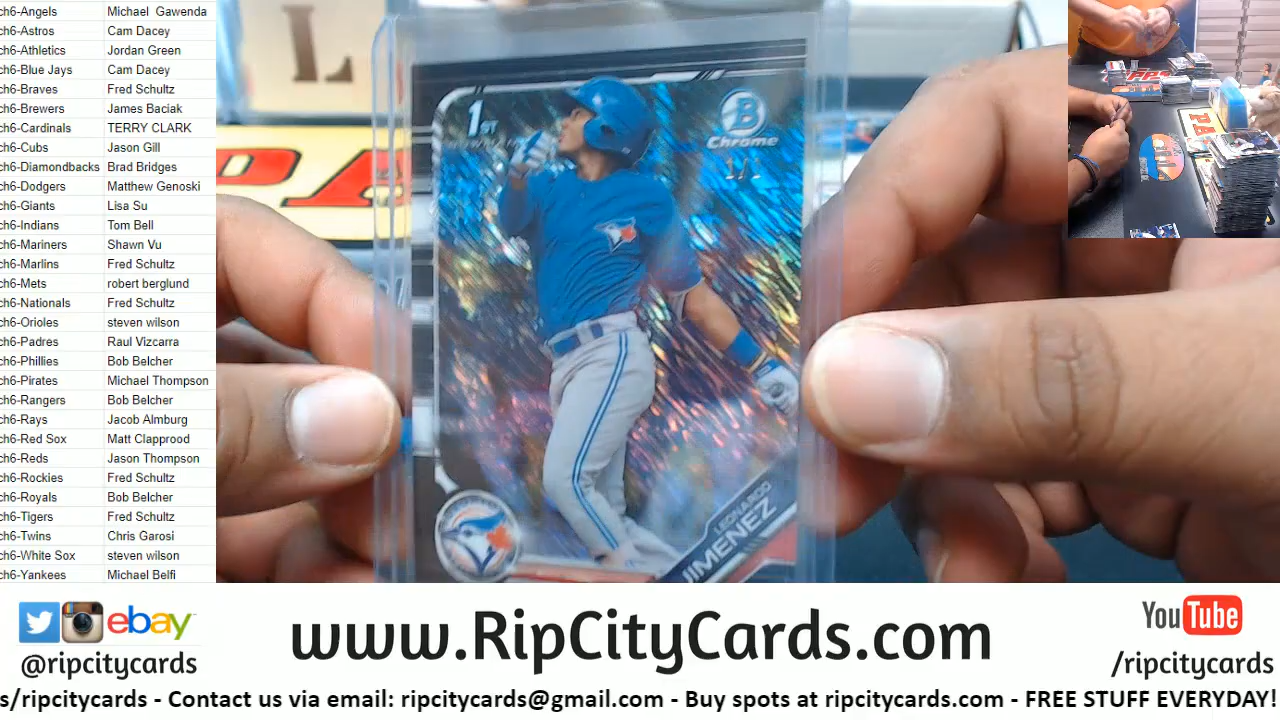 ch6-Angels Michael Gawenda
ch6-Astros Cam Dacey
ch6-Athletics Jordan Green
ch6-Blue Jays Cam Dacey
ch6-Braves Fred Schultz
ch6-Brewers James Baciak
ch6-Cardinals TERRY CLARK
ch6-Cubs Jason Gill
ch6-Diamondbacks Brad Bridges
ch6-Dodgers Matthew Genoski
ch6-Giants Lisa Su
ch6-Indians Tom Bell
ch6-Mariners Shawn Vu
ch6-Marlins Fred Schultz
ch6-Mets robert berglund
ch6-Nationals Fred Schultz
ch6-Orioles steven wilson
ch6-Padres Raul Vizcarra
ch6-Phillies Bob Belcher
ch6-Pirates Michael Thompson
ch6-Rangers Bob Belcher
ch6-Rays Jacob Almburg
ch6-Red Sox Matt Clapprood
ch6-Reds Jason Thompson
ch6-Rockies Fred Schultz
ch6-Royals Bob Belcher
ch6-Tigers Fred Schultz
ch6-Twins Chris Garosi
ch6-White Sox steven wilson
ch6-Yankees Michael Belfi
1ST
B
Chrome
1/1
LEONARDO
JIMENEZ
ebay
@ripcitycards
www.RipCityCards.com
YouTube
/ripcitycards
s/ripcitycards - Contact us via email: ripcitycards@gmail.com - Buy spots at ripcitycards.com - FREE STUFF EVERYDAY!